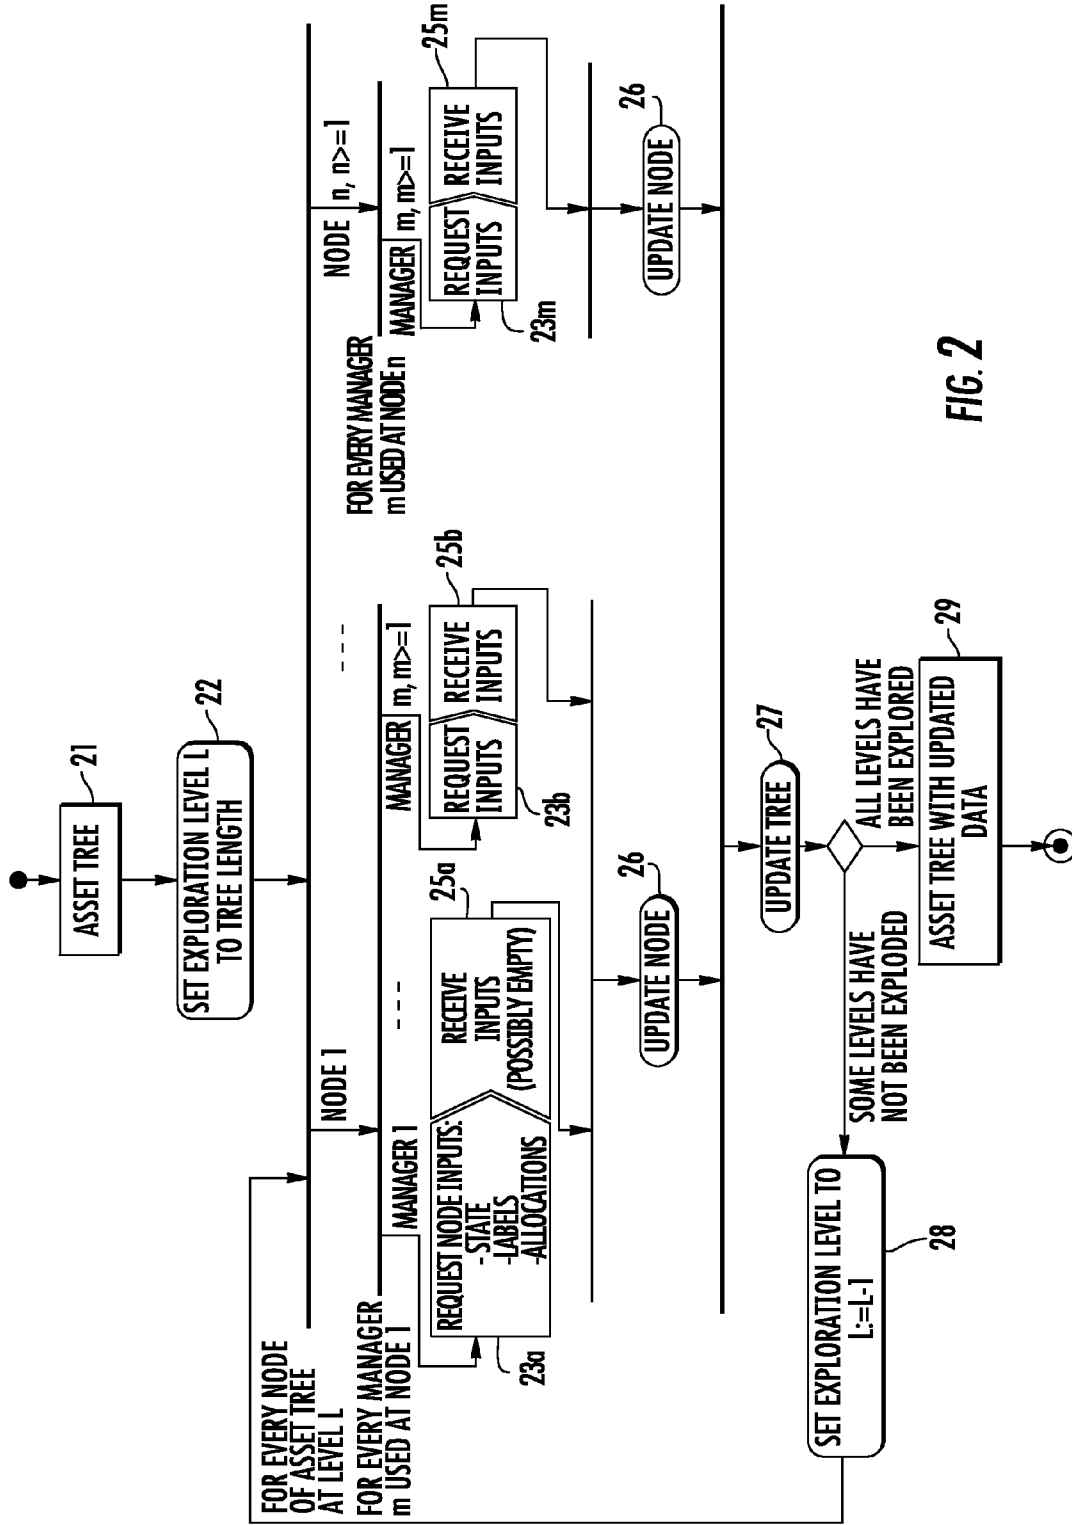 ASSET TREE
21
SET EXPLORATION LEVEL L
TO TREE LENGTH
22
FOR EVERY NODE
OF ASSET TREE
AT LEVEL L
NODE 1
- - -
NODE n, n>=1
FOR EVERY MANAGER
m USED AT NODE 1
MANAGER 1
- - -
MANAGER m, m>=1
FOR EVERY MANAGER
m USED AT NODE n
MANAGER m, m>=1
REQUEST NODE INPUTS:
- STATE
-LABELS
-ALLOCATIONS
23a
RECEIVE
INPUTS
(POSSIBLY EMPTY)
25a
REQUEST
INPUTS
23b
RECEIVE
INPUTS
25b
REQUEST
INPUTS
23m
RECEIVE
INPUTS
25m
UPDATE NODE
26
UPDATE NODE
26
UPDATE TREE
27
SOME LEVELS HAVE
NOT BEEN EXPLODED
ALL LEVELS HAVE
BEEN EXPLORED
SET EXPLORATION LEVEL TO
L:=L-1
28
ASSET TREE WITH UPDATED
DATA
29
FIG. 2